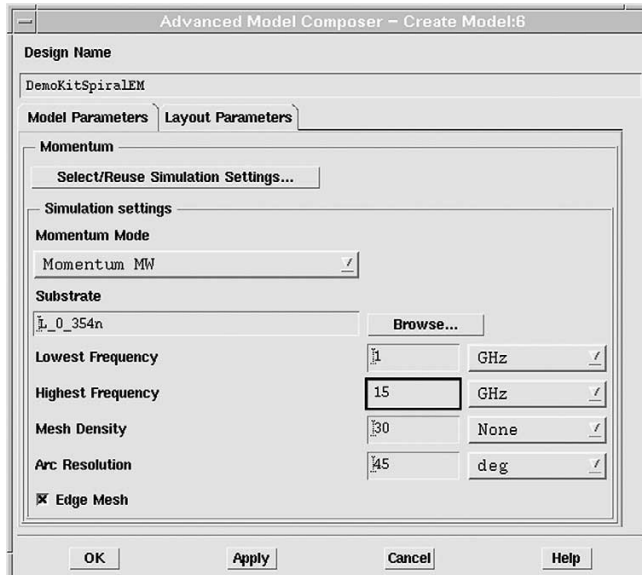 Advanced Model Composer – Create Model:6
Design Name
DemoKitSpiralEM
Model Parameters Layout Parameters
Momentum
Select/Reuse Simulation Settings...
Simulation settings
Momentum Mode
Momentum MW
Substrate
L_0_354n Browse...
Lowest Frequency 1 GHz
Highest Frequency 15 GHz
Mesh Density 30 None
Arc Resolution 45 deg
Edge Mesh
OK Apply Cancel Help